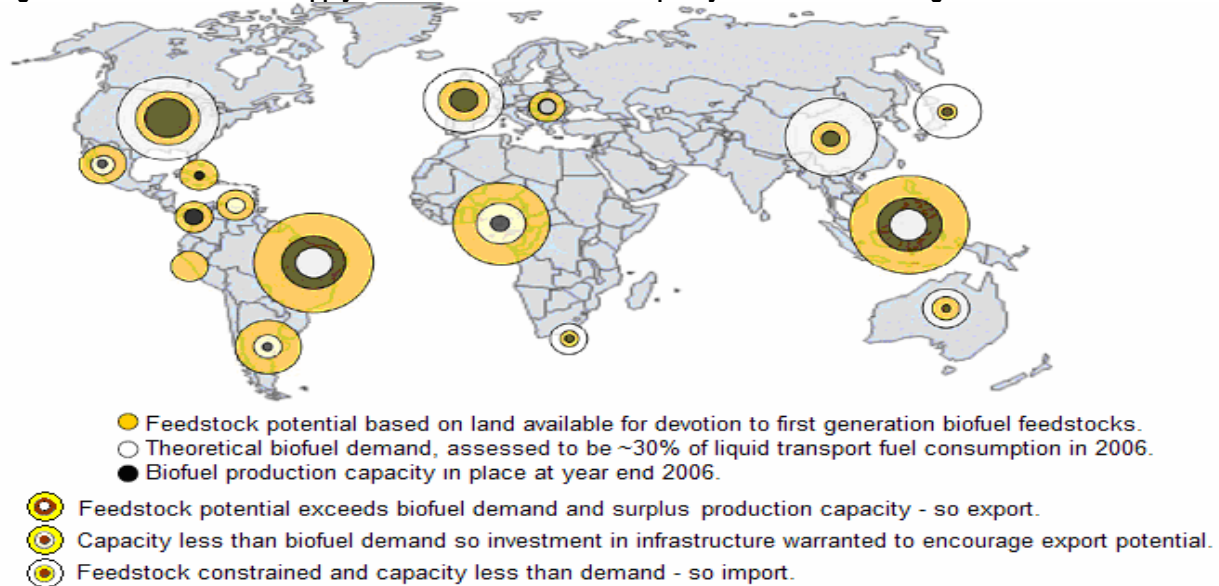 Feedstock potential based on land available for devotion to first generation biofuel feedstocks.
Theoretical biofuel demand, assessed to be ~30% of liquid transport fuel consumption in 2006.
Biofuel production capacity in place at year end 2006.
Feedstock potential exceeds biofuel demand and surplus production capacity - so export.
Capacity less than biofuel demand so investment in infrastructure warranted to encourage export potential.
Feedstock constrained and capacity less than demand - so import.